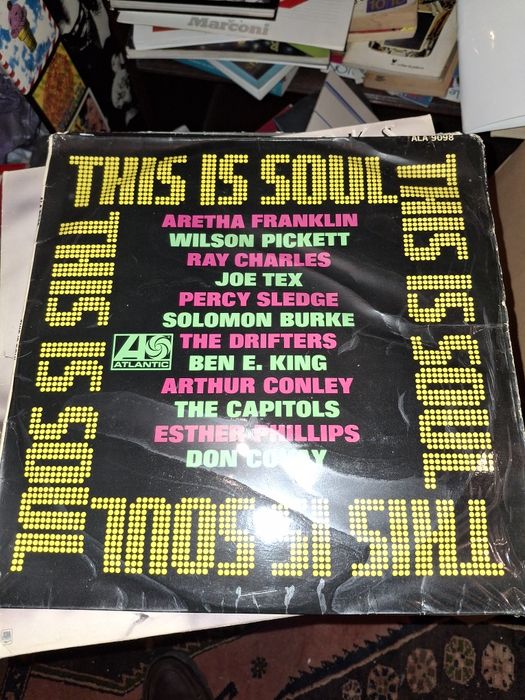 Marconi
ALA 9098
THIS IS SOUL
THIS IS SOUL
THIS IS SOUL
THIS IS SOUL
ARETHA FRANKLIN
WILSON PICKETT
RAY CHARLES
JOE TEX
PERCY SLEDGE
SOLOMON BURKE
THE DRIFTERS
BEN E. KING
ARTHUR CONLEY
THE CAPITOLS
ESTHER PHILLIPS
DON COVAY
ATLANTIC